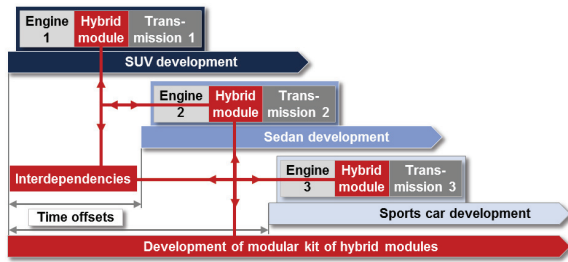 Engine Hybrid Trans-
1 module mission 1
SUV development
Engine Hybrid Trans-
2 module mission 2
Sedan development
Engine Hybrid Trans-
3 module mission 3
Interdependencies
Sports car development
Time offsets
Development of modular kit of hybrid modules